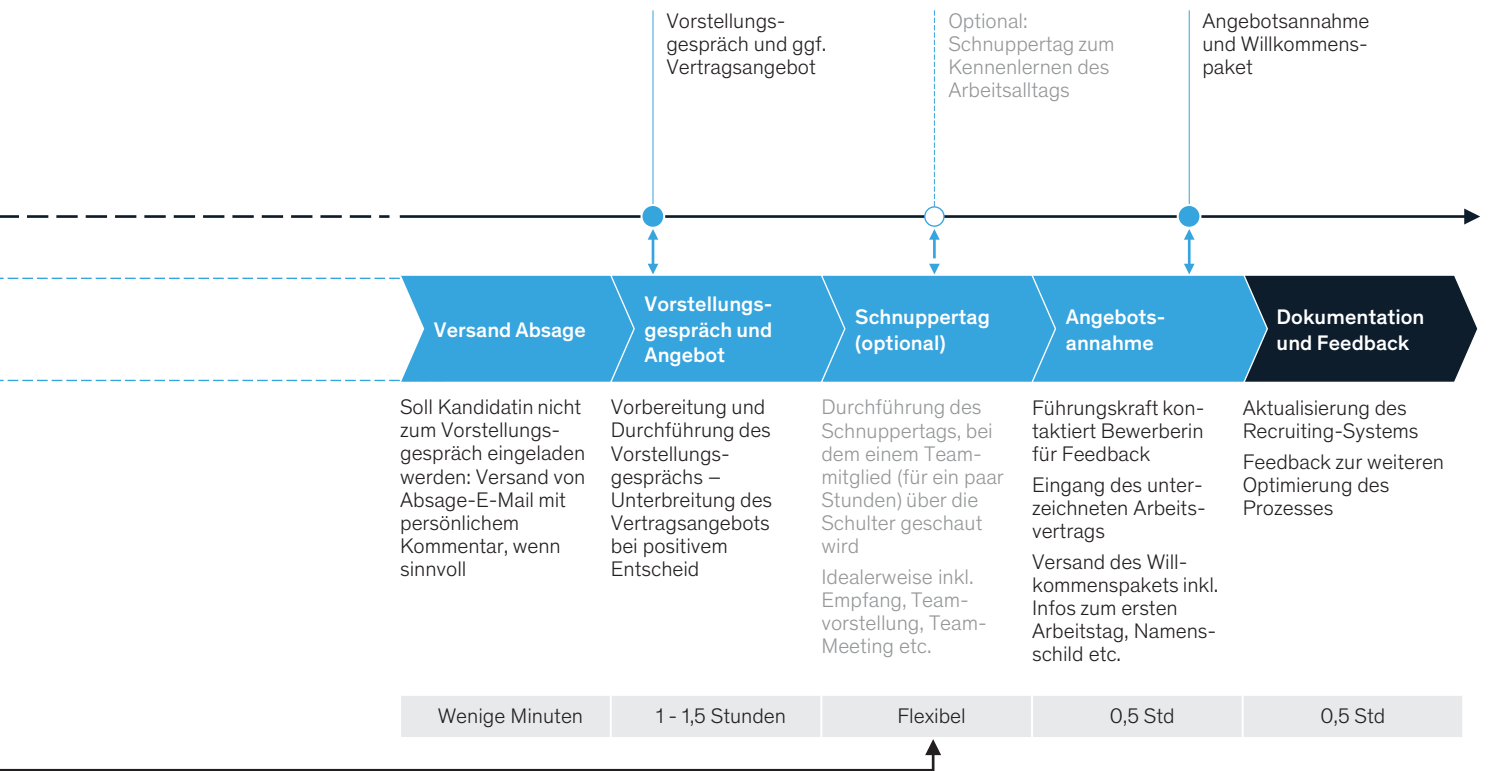 Vorstellungs-
gespräch und ggf.
Vertragsangebot
Optional:
Schnuppertag zum
Kennenlernen des
Arbeitsalltags
Angebotsannahme
und Willkommens-
paket
Versand Absage
Vorstellungs-
gespräch und
Angebot
Schnuppertag
(optional)
Angebots-
annahme
Dokumentation
und Feedback
Soll Kandidatin nicht
zum Vorstellungs-
gespräch eingeladen
werden: Versand von
Absage-E-Mail mit
persönlichem
Kommentar, wenn
sinnvoll
Vorbereitung und
Durchführung des
Vorstellungs-
gesprächs –
Unterbreitung des
Vertragsangebots
bei positivem
Entscheid
Durchführung des
Schnuppertags, bei
dem einem Team-
mitglied (für ein paar
Stunden) über die
Schulter geschaut
wird
Idealerweise inkl.
Empfang, Team-
vorstellung, Team-
Meeting etc.
Führungskraft kon-
taktiert Bewerberin
für Feedback
Eingang des unter-
zeichneten Arbeits-
vertrags
Versand des Will-
kommenspakets inkl.
Infos zum ersten
Arbeitstag, Namens-
schild etc.
Aktualisierung des
Recruiting-Systems
Feedback zur weiteren
Optimierung des
Prozesses
Wenige Minuten
1 - 1,5 Stunden
Flexibel
0,5 Std
0,5 Std